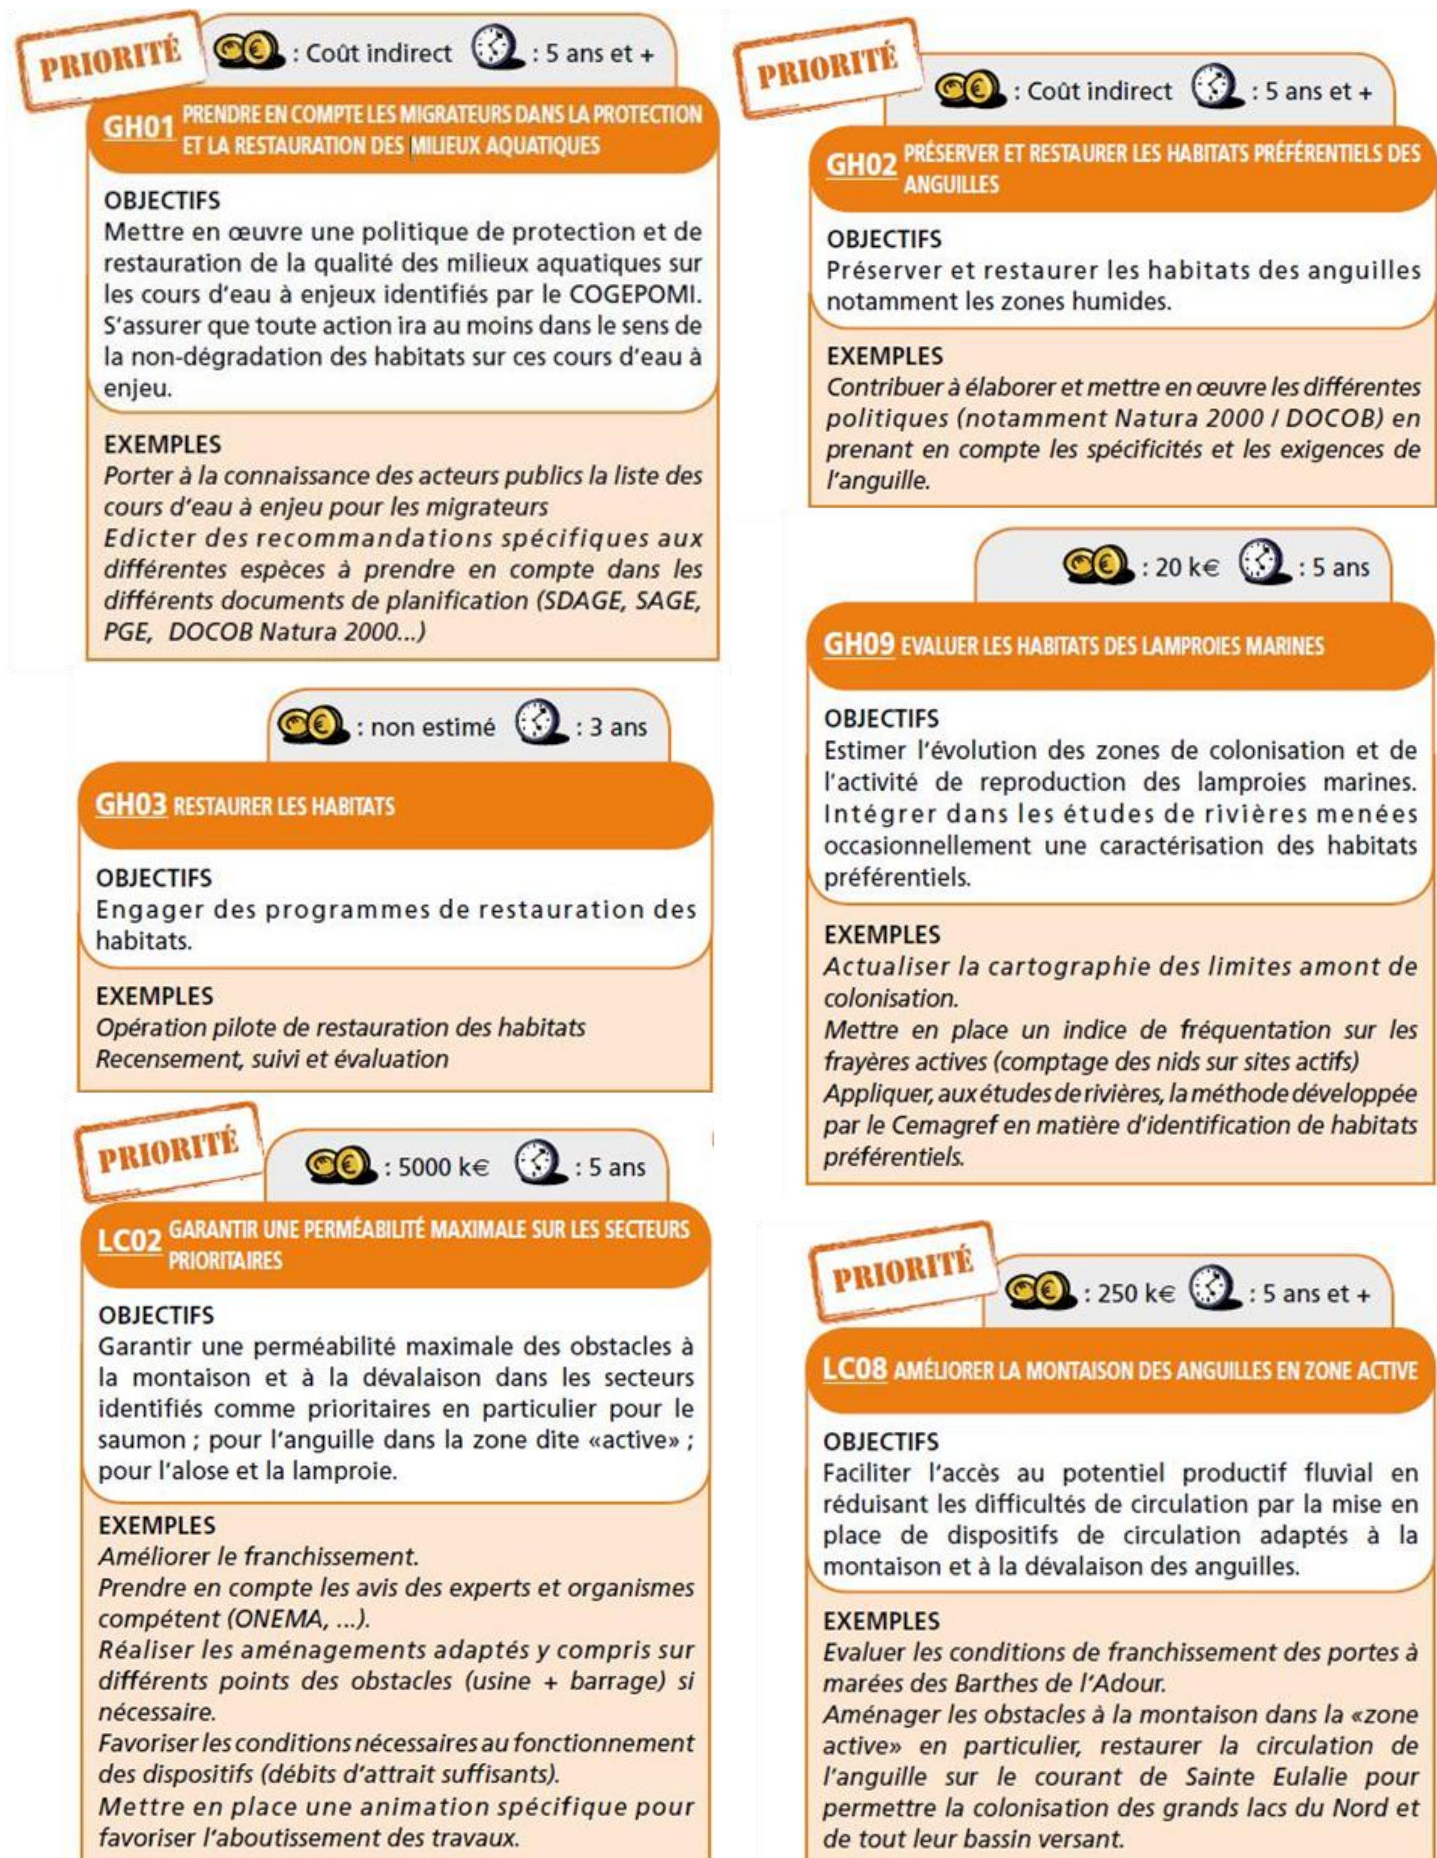 PRIORITÉ
: Coût indirect : 5 ans et +
GH01 PRENDRE EN COMPTE LES MIGRATEURS DANS LA PROTECTION
ET LA RESTAURATION DES MILIEUX AQUATIQUES
OBJECTIFS
Mettre en œuvre une politique de protection et de
restauration de la qualité des milieux aquatiques sur
les cours d'eau à enjeux identifiés par le COGEPOMI.
S'assurer que toute action ira au moins dans le sens de
la non-dégradation des habitats sur ces cours d'eau à
enjeu.
EXEMPLES
Porter à la connaissance des acteurs publics la liste des
cours d'eau à enjeu pour les migrateurs
Edicter des recommandations spécifiques aux
différentes espèces à prendre en compte dans les
différents documents de planification (SDAGE, SAGE,
PGE, DOCOB Natura 2000...)
: non estimé : 3 ans
GH03 RESTAURER LES HABITATS
OBJECTIFS
Engager des programmes de restauration des
habitats.
EXEMPLES
Opération pilote de restauration des habitats
Recensement, suivi et évaluation
PRIORITÉ
: 5000 k€ : 5 ans
LC02 GARANTIR UNE PERMÉABILITÉ MAXIMALE SUR LES SECTEURS
PRIORITAIRES
OBJECTIFS
Garantir une perméabilité maximale des obstacles à
la montaison et à la dévalaison dans les secteurs
identifiés comme prioritaires en particulier pour le
saumon ; pour l'anguille dans la zone dite «active» ;
pour l'alose et la lamproie.
EXEMPLES
Améliorer le franchissement.
Prendre en compte les avis des experts et organismes
compétent (ONEMA, ...).
Réaliser les aménagements adaptés y compris sur
différents points des obstacles (usine + barrage) si
nécessaire.
Favoriser les conditions nécessaires au fonctionnement
des dispositifs (débits d'attrait suffisants).
Mettre en place une animation spécifique pour
favoriser l'aboutissement des travaux.
PRIORITÉ
: Coût indirect : 5 ans et +
GH02 PRÉSERVER ET RESTAURER LES HABITATS PRÉFÉRENTIELS DES
ANGUILLES
OBJECTIFS
Préserver et restaurer les habitats des anguilles
notamment les zones humides.
EXEMPLES
Contribuer à élaborer et mettre en œuvre les différentes
politiques (notamment Natura 2000 / DOCOB) en
prenant en compte les spécificités et les exigences de
l'anguille.
: 20 k€ : 5 ans
GH09 EVALUER LES HABITATS DES LAMPROIES MARINES
OBJECTIFS
Estimer l'évolution des zones de colonisation et de
l'activité de reproduction des lamproies marines.
Intégrer dans les études de rivières menées
occasionnellement une caractérisation des habitats
préférentiels.
EXEMPLES
Actualiser la cartographie des limites amont de
colonisation.
Mettre en place un indice de fréquentation sur les
frayères actives (comptage des nids sur sites actifs)
Appliquer, aux études de rivières, la méthode développée
par le Cemagref en matière d'identification de habitats
préférentiels.
PRIORITÉ
: 250 k€ : 5 ans et +
LC08 AMÉLIORER LA MONTAISON DES ANGUILLES EN ZONE ACTIVE
OBJECTIFS
Faciliter l'accès au potentiel productif fluvial en
réduisant les difficultés de circulation par la mise en
place de dispositifs de circulation adaptés à la
montaison et à la dévalaison des anguilles.
EXEMPLES
Evaluer les conditions de franchissement des portes à
marées des Barthes de l'Adour.
Aménager les obstacles à la montaison dans la «zone
active» en particulier, restaurer la circulation de
l'anguille sur le courant de Sainte Eulalie pour
permettre la colonisation des grands lacs du Nord et
de tout leur bassin versant.